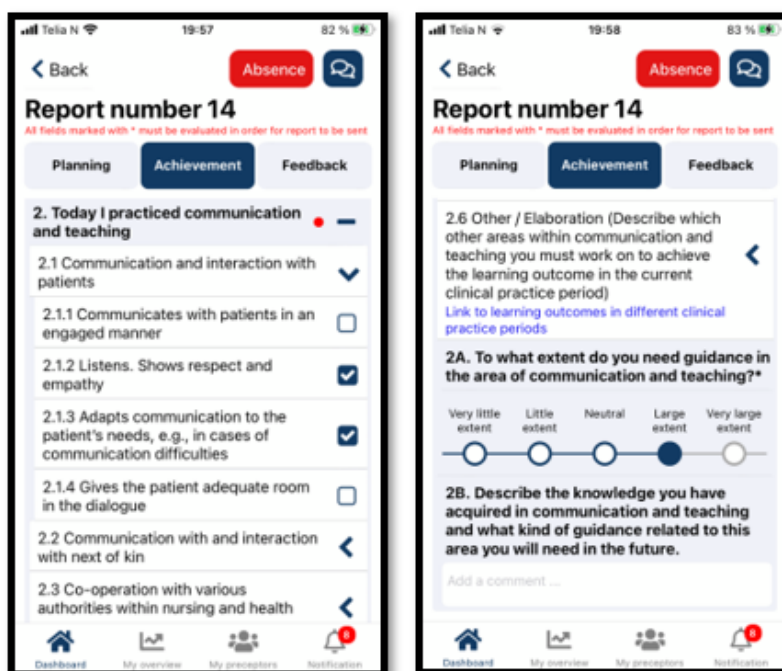 Telia N 19:57 82 %
Back Absence
Report number 14
All fields marked with * must be evaluated in order for report to be sent
Planning Achievement Feedback
2. Today I practiced communication
and teaching
2.1 Communication and interaction with
patients
2.1.1 Communicates with patients in an
engaged manner
2.1.2 Listens. Shows respect and
empathy
2.1.3 Adapts communication to the
patient's needs, e.g., in cases of
communication difficulties
2.1.4 Gives the patient adequate room
in the dialogue
2.2 Communication with and interaction
with next of kin
2.3 Co-operation with various
authorities within nursing and health
8
Dashboard My overview My preceptors Notification
Telia N 19:58 83 %
Back Absence
Report number 14
All fields marked with * must be evaluated in order for report to be sent
Planning Achievement Feedback
2.6 Other / Elaboration (Describe which
other areas within communication and
teaching you must work on to achieve
the learning outcome in the current
clinical practice period)
Link to learning outcomes in different clinical
practice periods
2A. To what extent do you need guidance in
the area of communication and teaching?*
Very little Little Neutral Large Very large
extent extent extent extent
2B. Describe the knowledge you have
acquired in communication and teaching
and what kind of guidance related to this
area you will need in the future.
Add a comment ...
8
Dashboard My overview My preceptors Notification